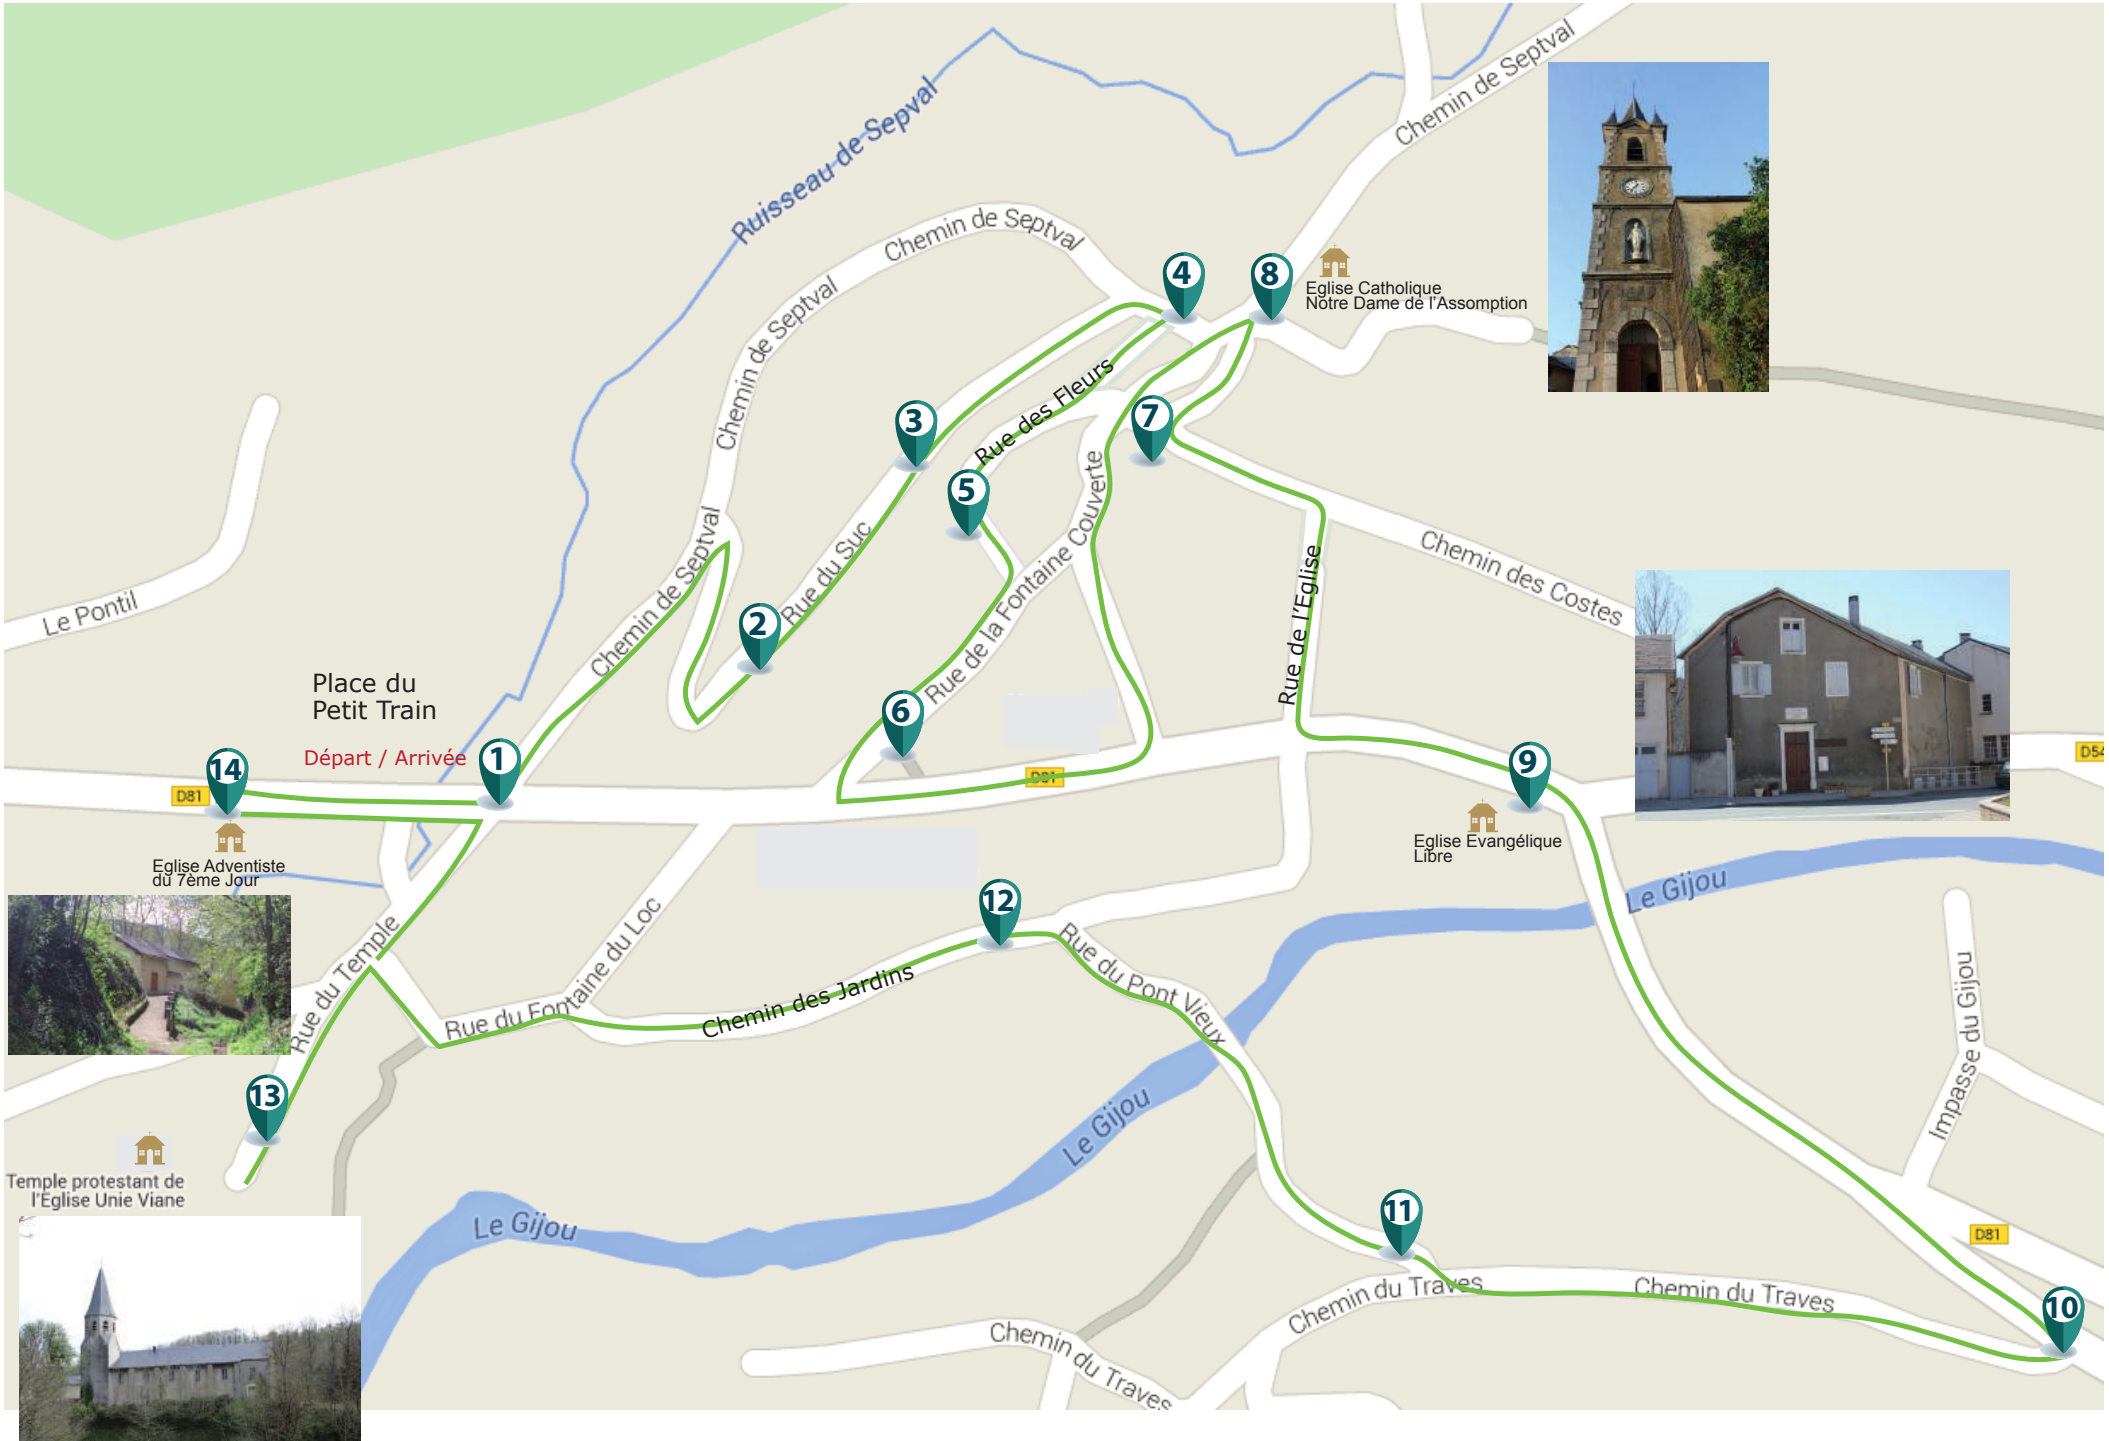 Ruisseau de Septval
Chemin de Septval
Chemin de Septval
Chemin de Septval
Chemin de Septval
Chemin de Septval
4
8
Eglise Catholique
Notre Dame de l'Assomption
3
Rue des Fleurs
7
5
Rue de la Fontaine Couverte
Rue du Suc
Chemin des Costes
Rue de l'Eglise
Le Pontil
2
Place du
Petit Train
Départ / Arrivée
6
14
1
9
D81
D81
D54
Eglise Adventiste
du 7ème Jour
Eglise Evangélique
Libre
Le Gijou
12
Rue du Temple
Rue du Fontaine du Loc
Chemin des Jardins
Rue du Pont Vieux
Impasse du Gijou
13
Le Gijou
Temple protestant de
l'Eglise Unie Viane
Le Gijou
11
D81
10
Chemin du Traves
Chemin du Traves
Chemin du Traves